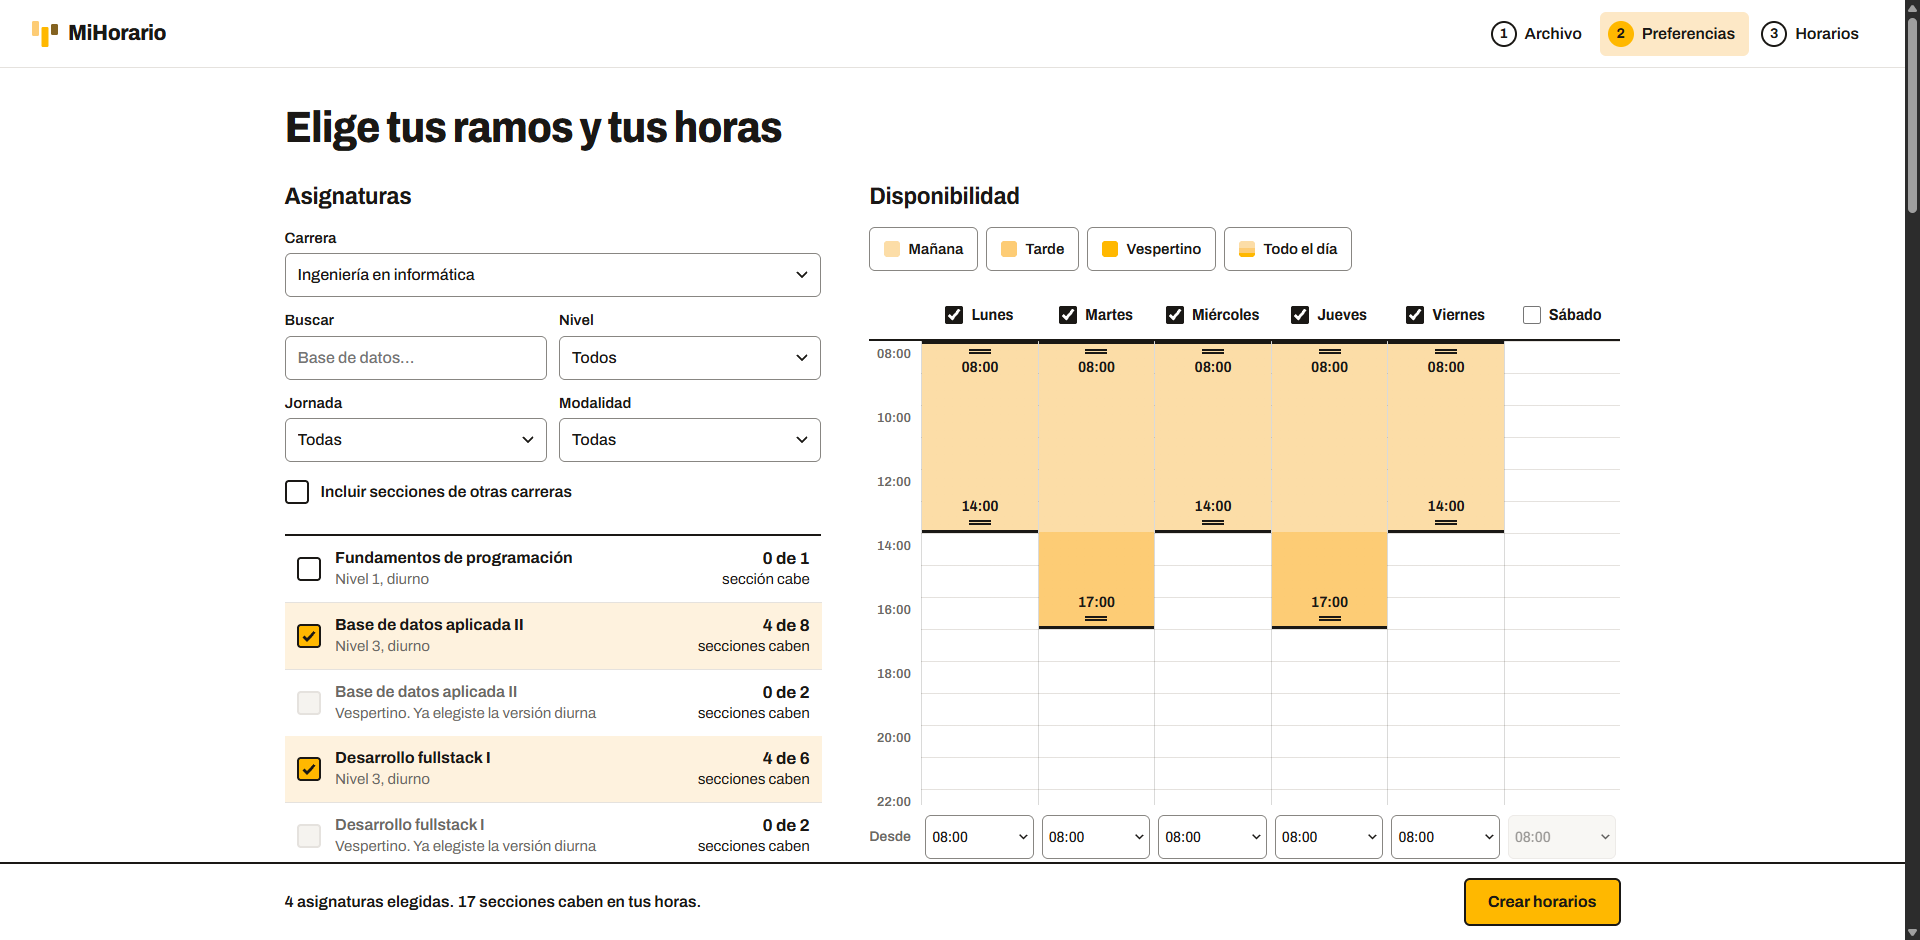 MiHorario
1 Archivo
2 Preferencias
3 Horarios
Elige tus ramos y tus horas
Asignaturas
Carrera
Ingeniería en informática
Buscar
Nivel
Base de datos...
Todos
Jornada
Modalidad
Todas
Todas
Incluir secciones de otras carreras
Fundamentos de programación
0 de 1
Nivel 1, diurno
sección cabe
Base de datos aplicada II
4 de 8
Nivel 3, diurno
secciones caben
Base de datos aplicada II
0 de 2
Vespertino. Ya elegiste la versión diurna
secciones caben
Desarrollo fullstack I
4 de 6
Nivel 3, diurno
secciones caben
Desarrollo fullstack I
0 de 2
Vespertino. Ya elegiste la versión diurna
secciones caben
Disponibilidad
Mañana
Tarde
Vespertino
Todo el día
Lunes
Martes
Miércoles
Jueves
Viernes
Sábado
08:00
08:00 08:00 08:00 08:00 08:00
10:00
12:00
14:00 14:00 14:00
14:00
17:00 17:00
16:00
18:00
20:00
22:00
Desde 08:00 08:00 08:00 08:00 08:00 08:00
4 asignaturas elegidas. 17 secciones caben en tus horas.
Crear horarios